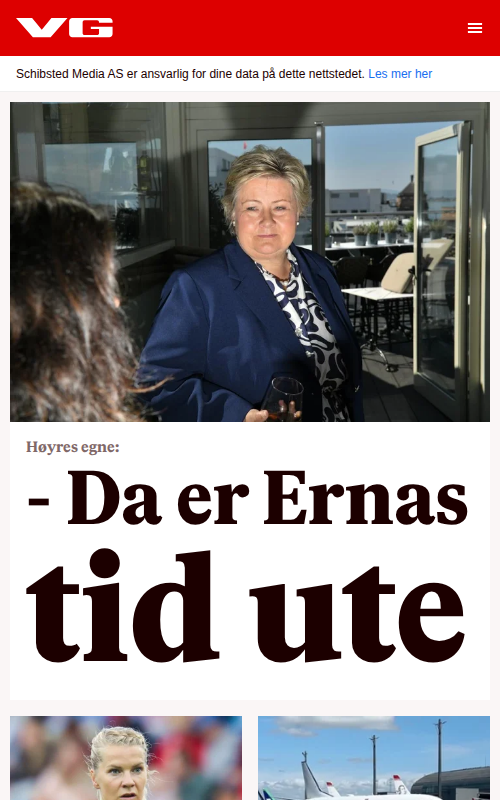 VG
Schibsted Media AS er ansvarlig for dine data på dette nettstedet. Les mer her
Høyres egne:
- Da er Ernas
tid ute